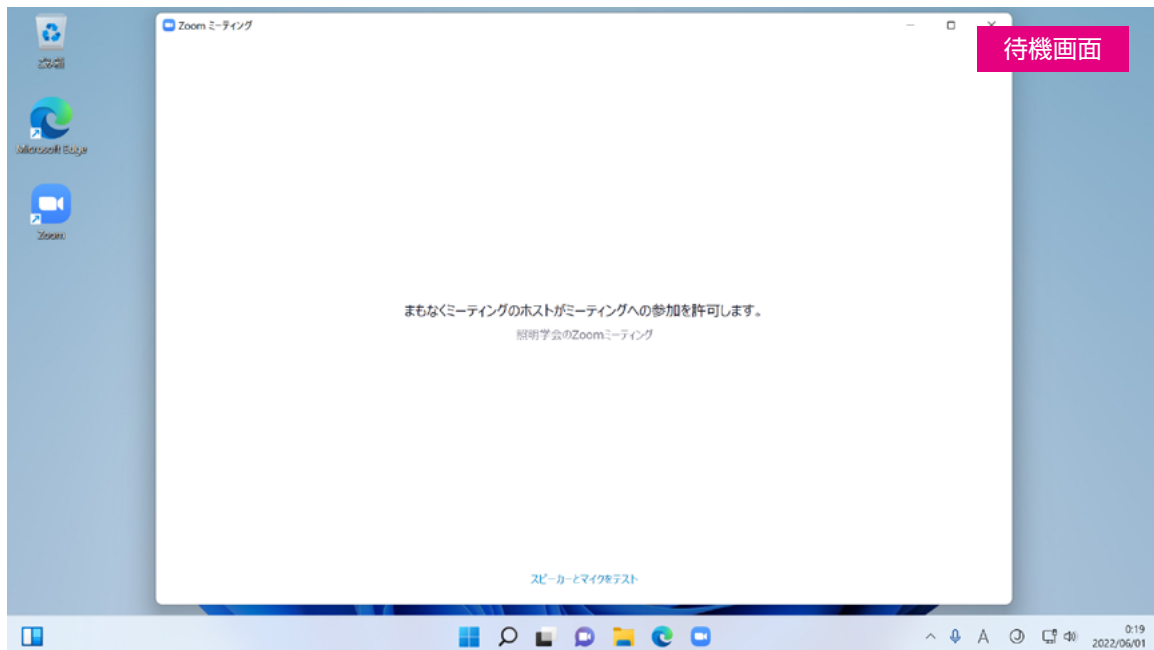 Zoom ミーティング
待機画面
ごみ箱
Microsoft Edge
Zoom
まもなくミーティングのホストがミーティングへの参加を許可します。
照明学会のZoomミーティング
スピーカーとマイクをテスト
A
0:19
2022/06/01